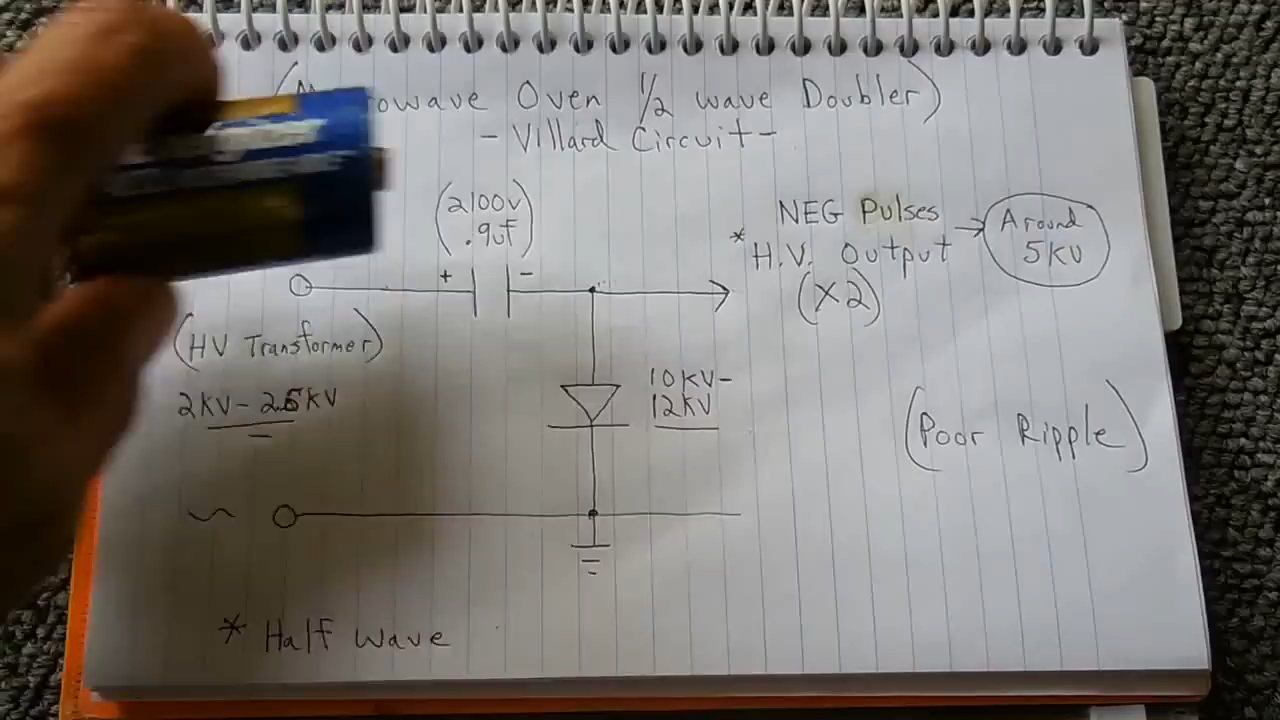 owave Oven 1/2 wave Doubler)
- Villard Circuit -
(2100v
.9uf)
+ -
NEG Pulses → Around
* H.V. Output 5KV
(X2)
(HV Transformer)
2KV - 2.5KV
10KV-
12KV
(Poor Ripple)
~
* Half Wave